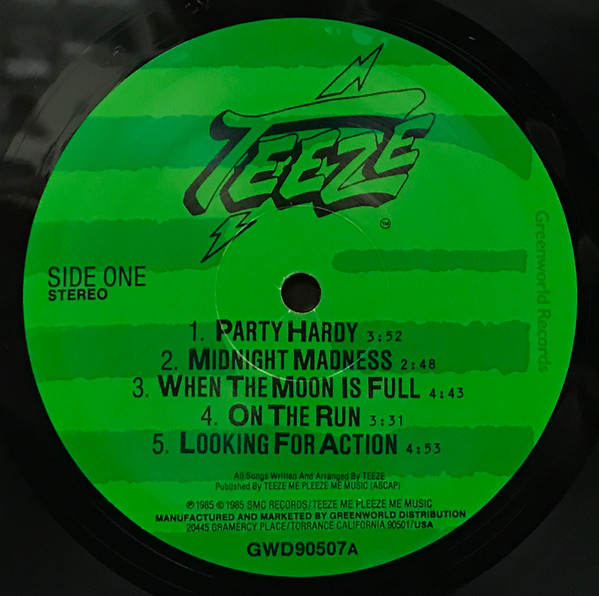 TEEZE
TM
Greenworld Records
SIDE ONE
STEREO
1. PARTY HARDY 3:52
2. MIDNIGHT MADNESS 2:48
3. WHEN THE MOON IS FULL 4:43
4. ON THE RUN 3:31
5. LOOKING FOR ACTION 4:53
All Songs Written And Arranged By TEEZE
Published By TEEZE ME PLEEZE ME MUSIC (ASCAP)
℗ 1985 © 1985 SMC RECORDS/TEEZE ME PLEEZE ME MUSIC
MANUFACTURED AND MARKETED BY GREENWORLD DISTRIBUTION
20445 GRAMERCY PLACE/TORRANCE CALIFORNIA 90501/USA
GWD90507A